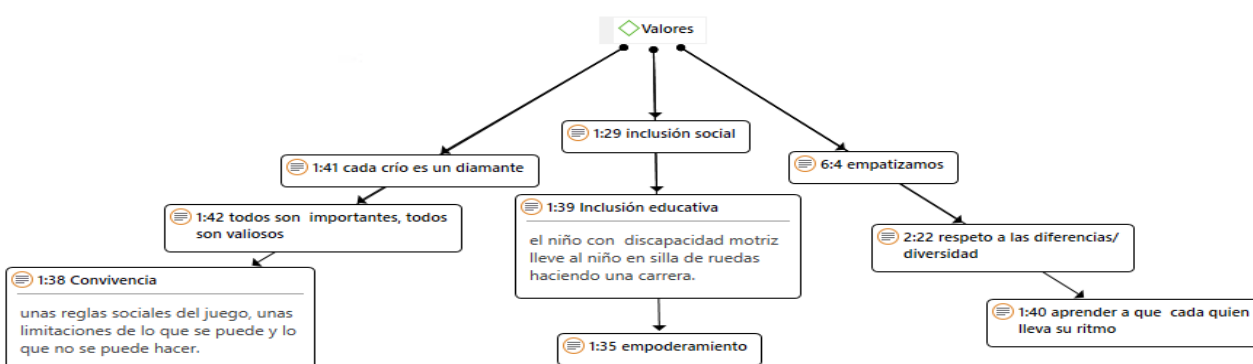 Valores
1:29 inclusión social
1:41 cada crío es un diamante
6:4 empatizamos
1:42 todos son importantes, todos
son valiosos
1:39 Inclusión educativa
el niño con discapacidad motriz
lleve al niño en silla de ruedas
haciendo una carrera.
2:22 respeto a las diferencias/
diversidad
1:38 Convivencia
unas reglas sociales del juego, unas
limitaciones de lo que se puede y lo
que no se puede hacer.
1:40 aprender a que cada quien
lleva su ritmo
1:35 empoderamiento